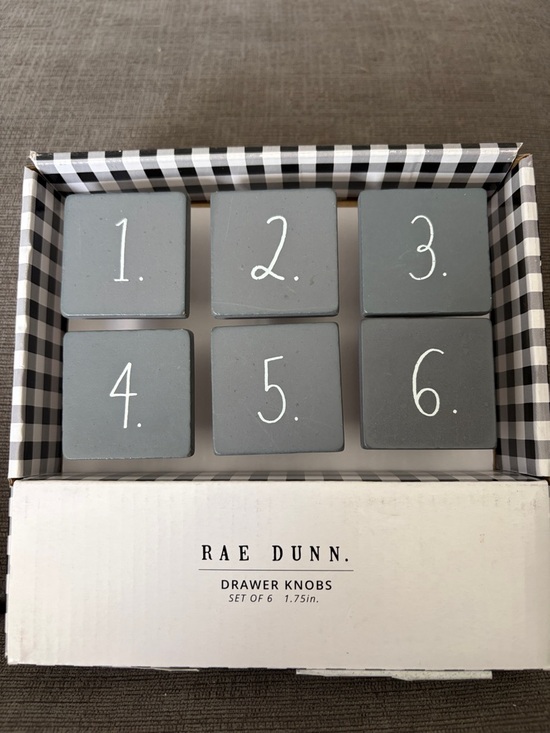 1. 2. 3.
4. 5. 6.
RAE DUNN.
DRAWER KNOBS
SET OF 6 1.75in.